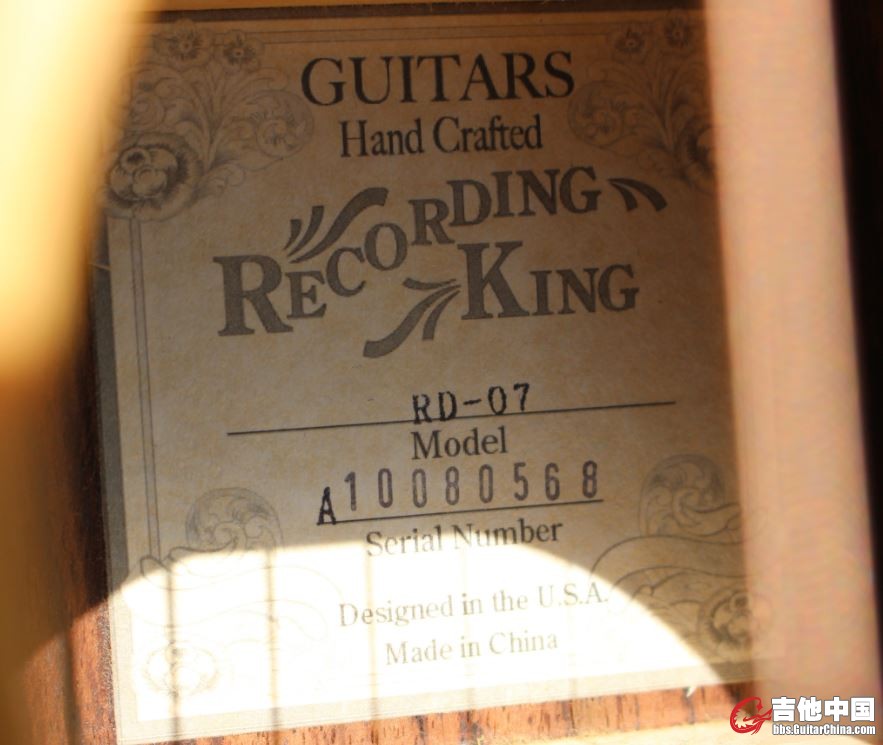 GUITARS
Hand Crafted
RECORDING
KING
RD-07
Model
A10080568
Serial Number
Designed in the U.S.A.
Made in China
吉他中国
bbs.GuitarChina.com